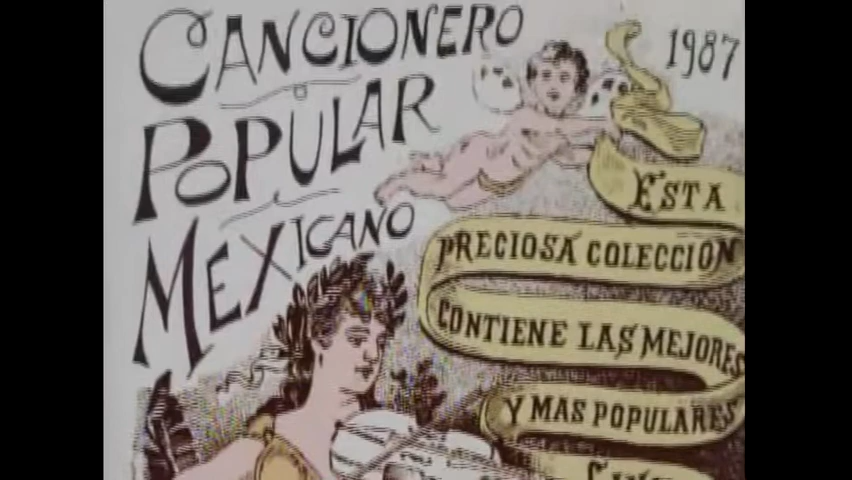 CANCIONERO
POPULAR
MEXICANO
1987
ESTA
PRECIOSA COLECCION
CONTIENE LAS MEJORES
Y MAS POPULARES